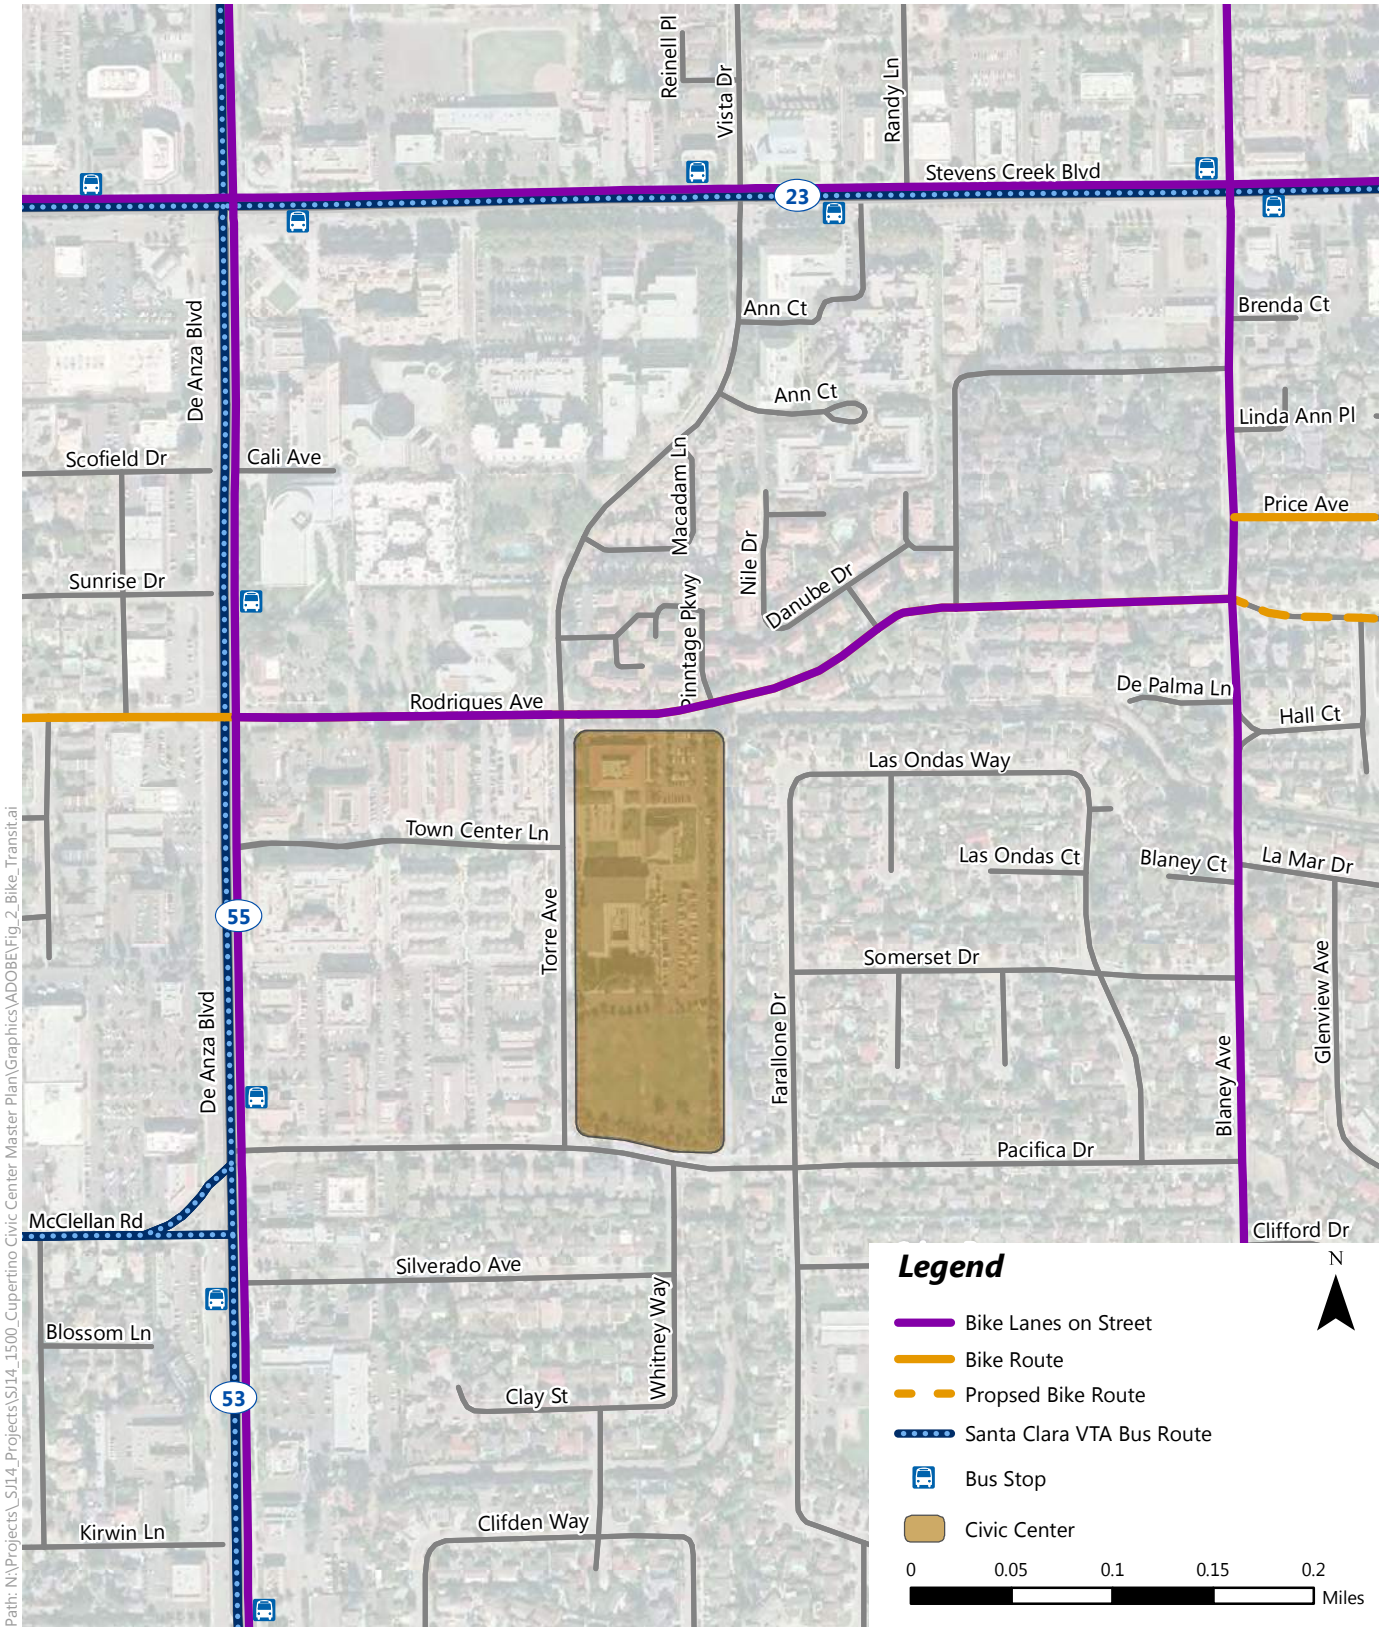 Reinell Pl
Vista Dr
Randy Ln
Stevens Creek Blvd
23
De Anza Blvd
Ann Ct
Brenda Ct
Ann Ct
Linda Ann Pl
Scofield Dr
Cali Ave
Macadam Ln
Price Ave
Nile Dr
Sunrise Dr
Danube Dr
Pinntage Pkwy
De Palma Ln
Rodrigues Ave
Hall Ct
Las Ondas Way
Town Center Ln
Las Ondas Ct
Blaney Ct
La Mar Dr
55
Torre Ave
Somerset Dr
Glenview Ave
De Anza Blvd
Farallone Dr
Blaney Ave
Pacifica Dr
McClellan Rd
Clifford Dr
Silverado Ave
Whitney Way
Blossom Ln
53
Clay St
Clifden Way
Kirwin Ln
Legend
N
Bike Lanes on Street
Bike Route
Propsed Bike Route
Santa Clara VTA Bus Route
Bus Stop
Civic Center
0 0.05 0.1 0.15 0.2
Miles
Path: N:\Projects\_SJ14_Projects\SJ14_1500_Cupertino Civic Center Master Plan\Graphics\ADOBE\Fig_2_Bike_Transit.ai